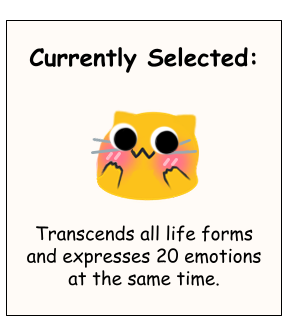 Currently Selected:
Transcends all life forms
and expresses 20 emotions
at the same time.